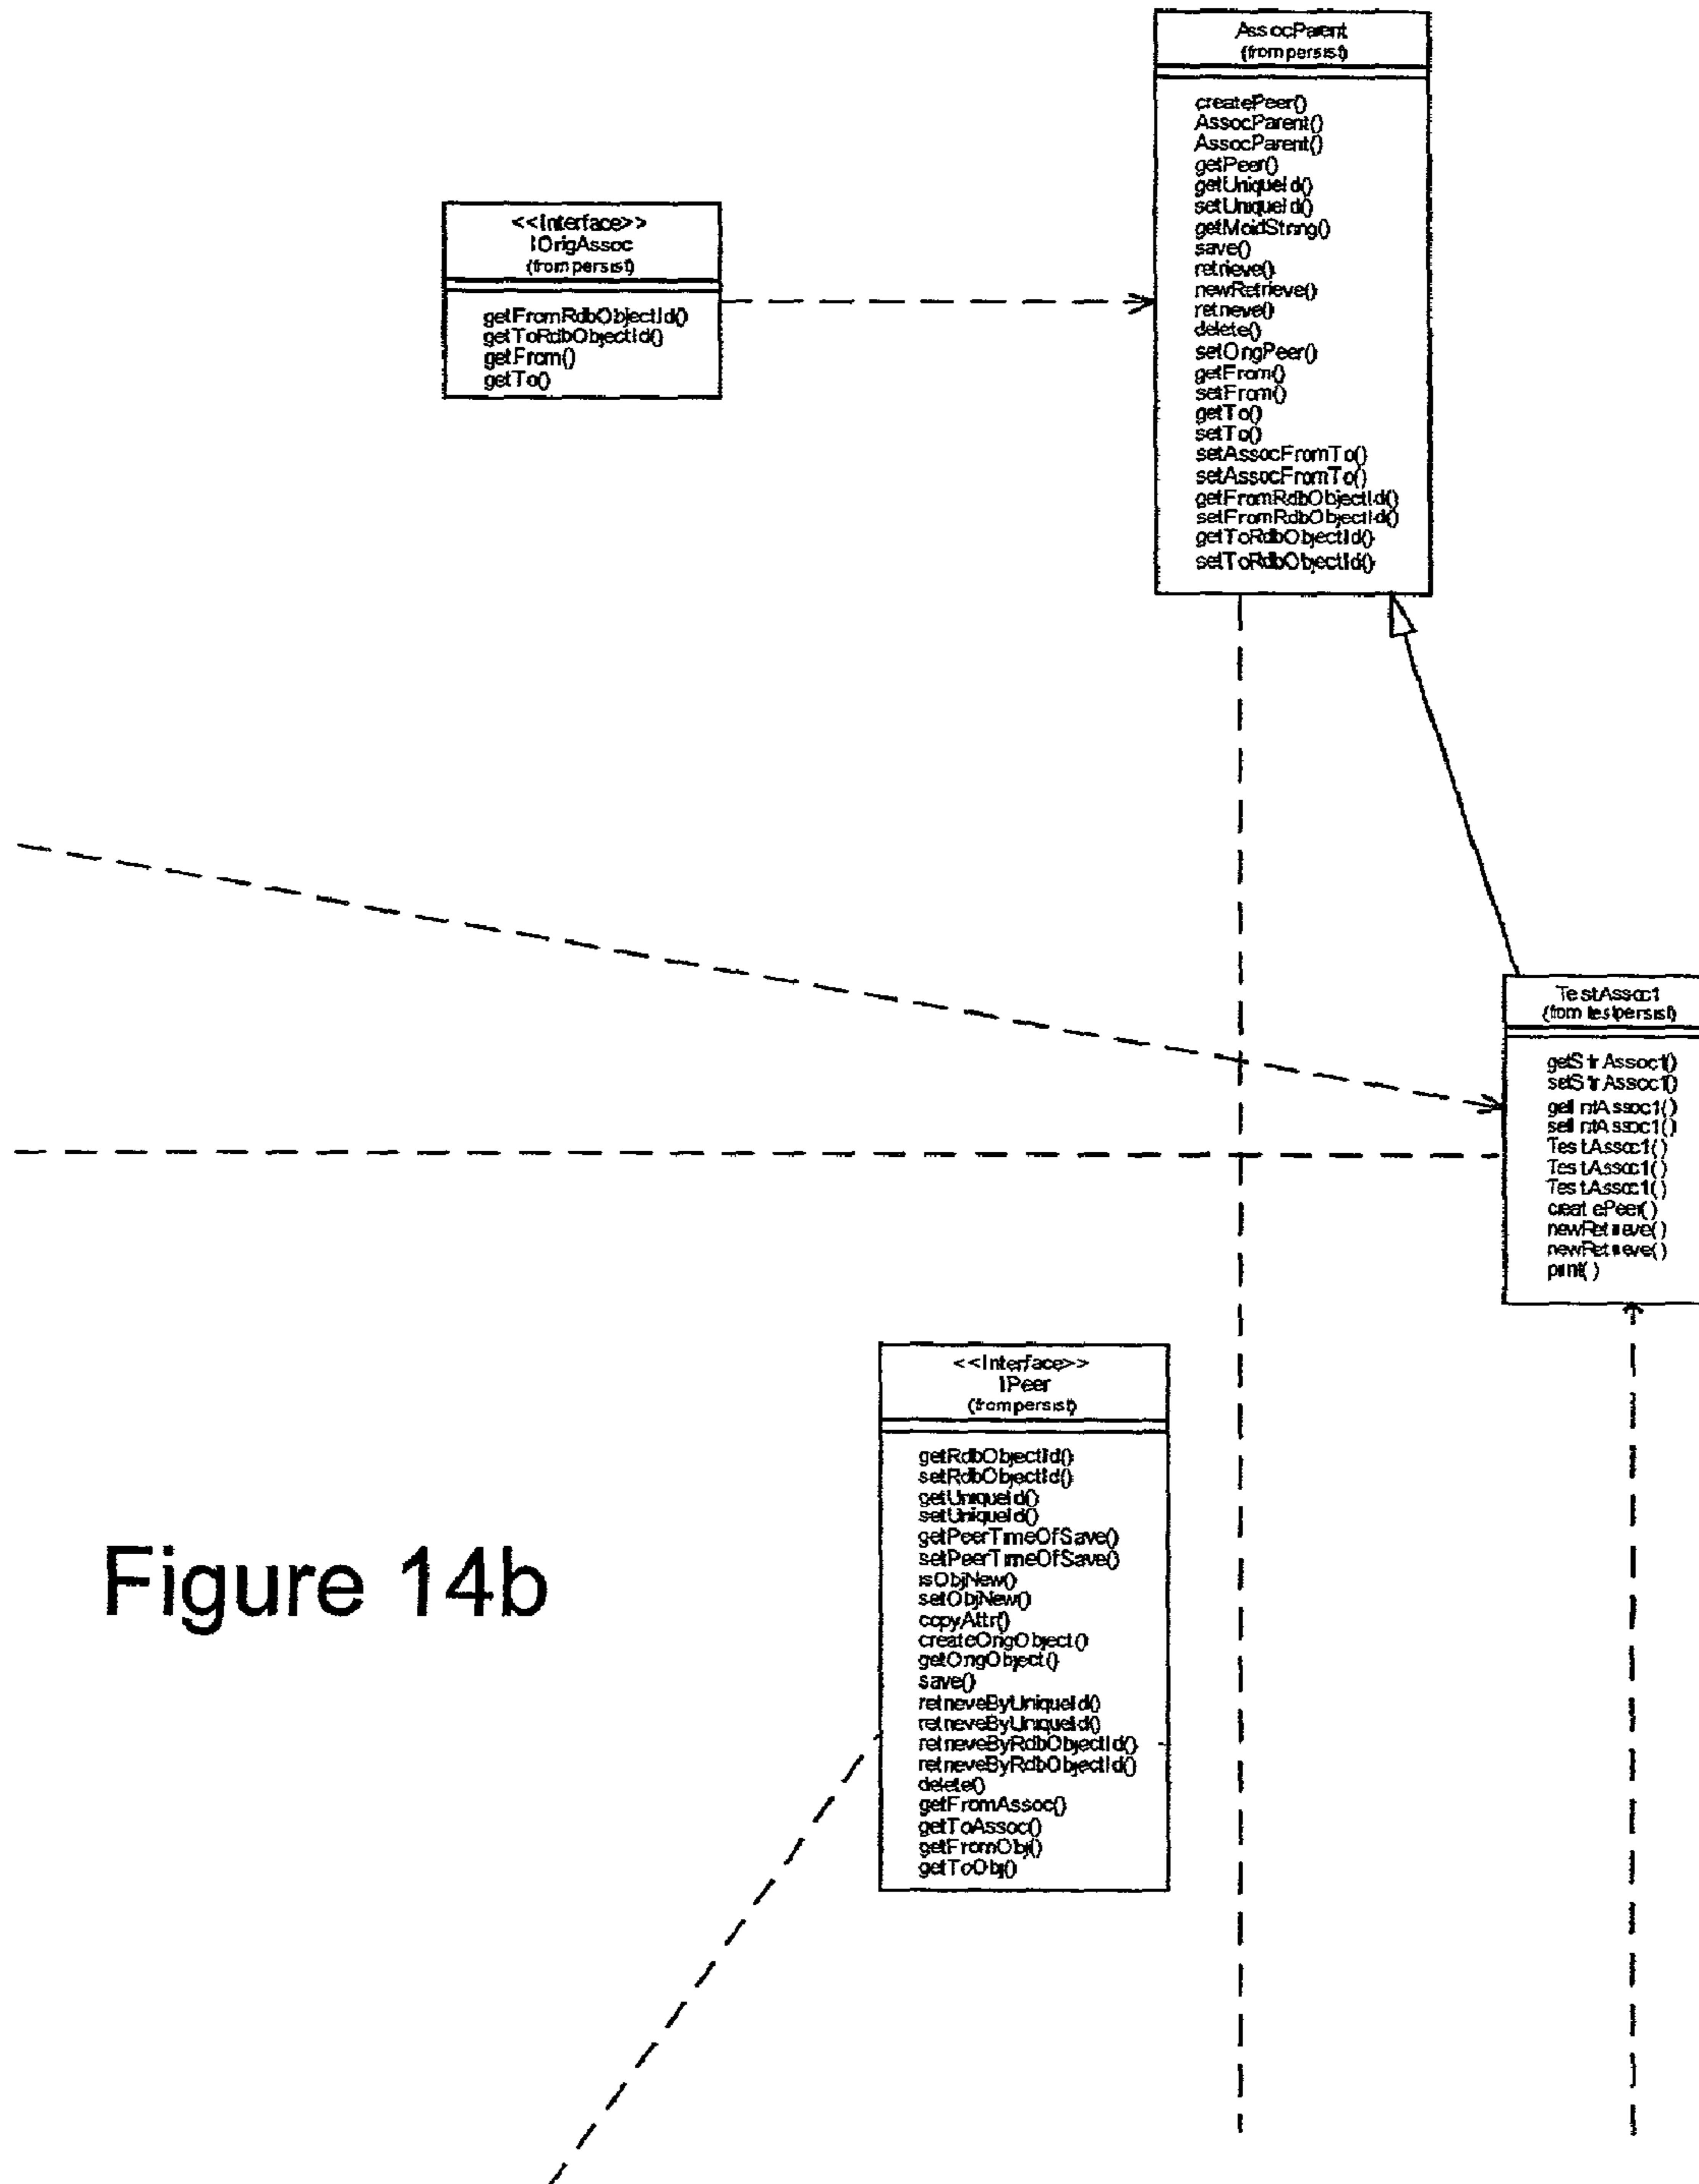 AssocParent
(from persist)
createPeer()
AssocParent()
AssocParent()
getPeer()
getUniqueId()
setUniqueId()
getMoidString()
save()
retrieve()
newRetrieve()
retrieve()
delete()
setOrigPeer()
getFrom()
setFrom()
getTo()
setTo()
setAssocFromTo()
setAssocFromTo()
getFromRdbObjectId()
setFromRdbObjectId()
getToRdbObjectId()
setToRdbObjectId()
<<Interface>>
IOrigAssoc
(from persist)
getFromRdbObjectId()
getToRdbObjectId()
getFrom()
getTo()
TestAssoc1
(from testpersist)
getStrAssoc1()
setStrAssoc1()
getIntAssoc1()
setIntAssoc1()
TestAssoc1()
TestAssoc1()
TestAssoc1()
createPeer()
newRetrieve()
newRetrieve()
print()
<<Interface>>
IPeer
(from persist)
getRdbObjectId()
setRdbObjectId()
getUniqueId()
setUniqueId()
getPeerTimeOfSave()
setPeerTimeOfSave()
isObjNew()
setObjNew()
copyAttr()
createOrigObject()
getOrigObject()
save()
retrieveByUniqueId()
retrieveByUniqueId()
retrieveByRdbObjectId()
retrieveByRdbObjectId()
delete()
getFromAssoc()
getToAssoc()
getFromObj()
getToObj()
Figure 14b